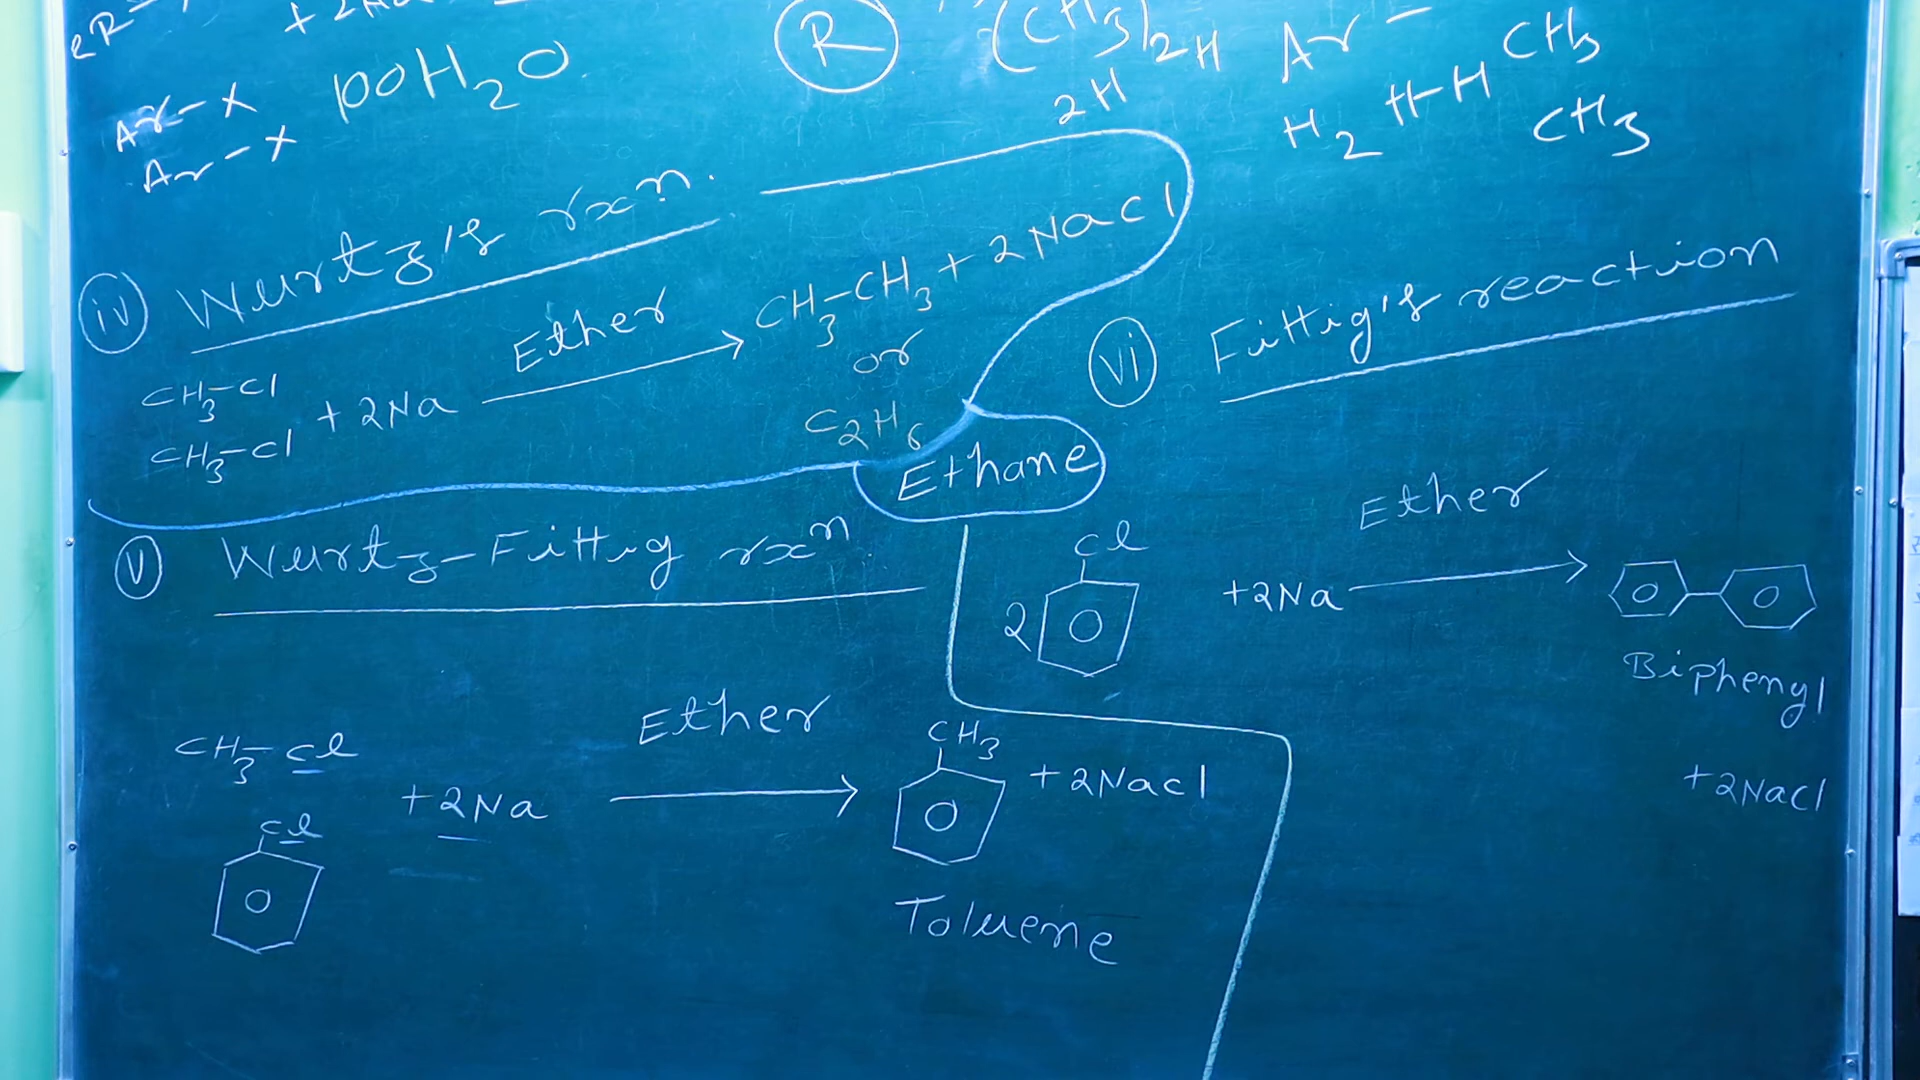 + 2Na
Ar-X
Ar-X
poH2O
R
(CH3)2H
2H
Ar-
H2 H-H
CH3
CH3
iv Wurtz's rxn.
CH3-Cl
CH3-Cl
+ 2Na
Ether
CH3-CH3 + 2NaCl
or
C2H6
Ethane
v Wurtz-Fittig rxn
CH3-Cl
Cl
+2Na
Ether
CH3
+2NaCl
Toluene
vi Fittig's reaction
Cl
2
+2Na
Ether
Biphenyl
+2NaCl